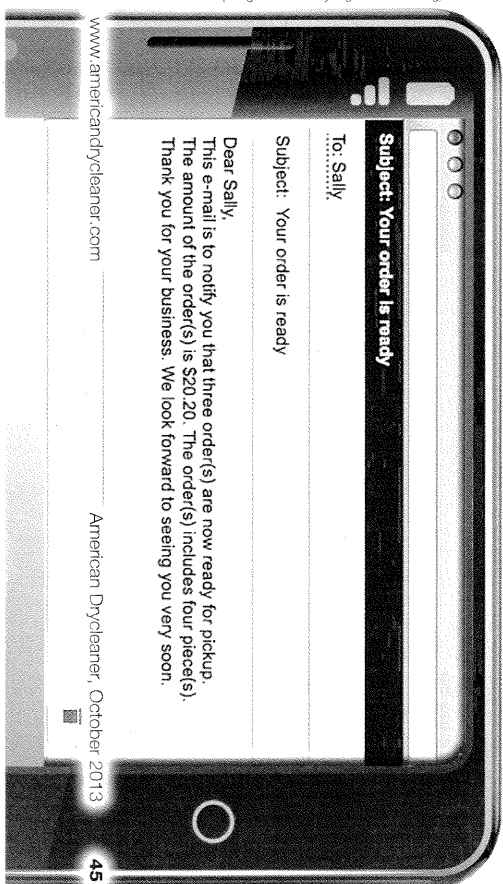 Subject: Your order is ready
To: Sally
Subject: Your order is ready
Dear Sally,
This e-mail is to notify you that three order(s) are now ready for pickup.
The amount of the order(s) is $20.20. The order(s) includes four piece(s).
Thank you for your business. We look forward to seeing you very soon.
www.americandrycleaner.com
American Drycleaner, October 2013 45